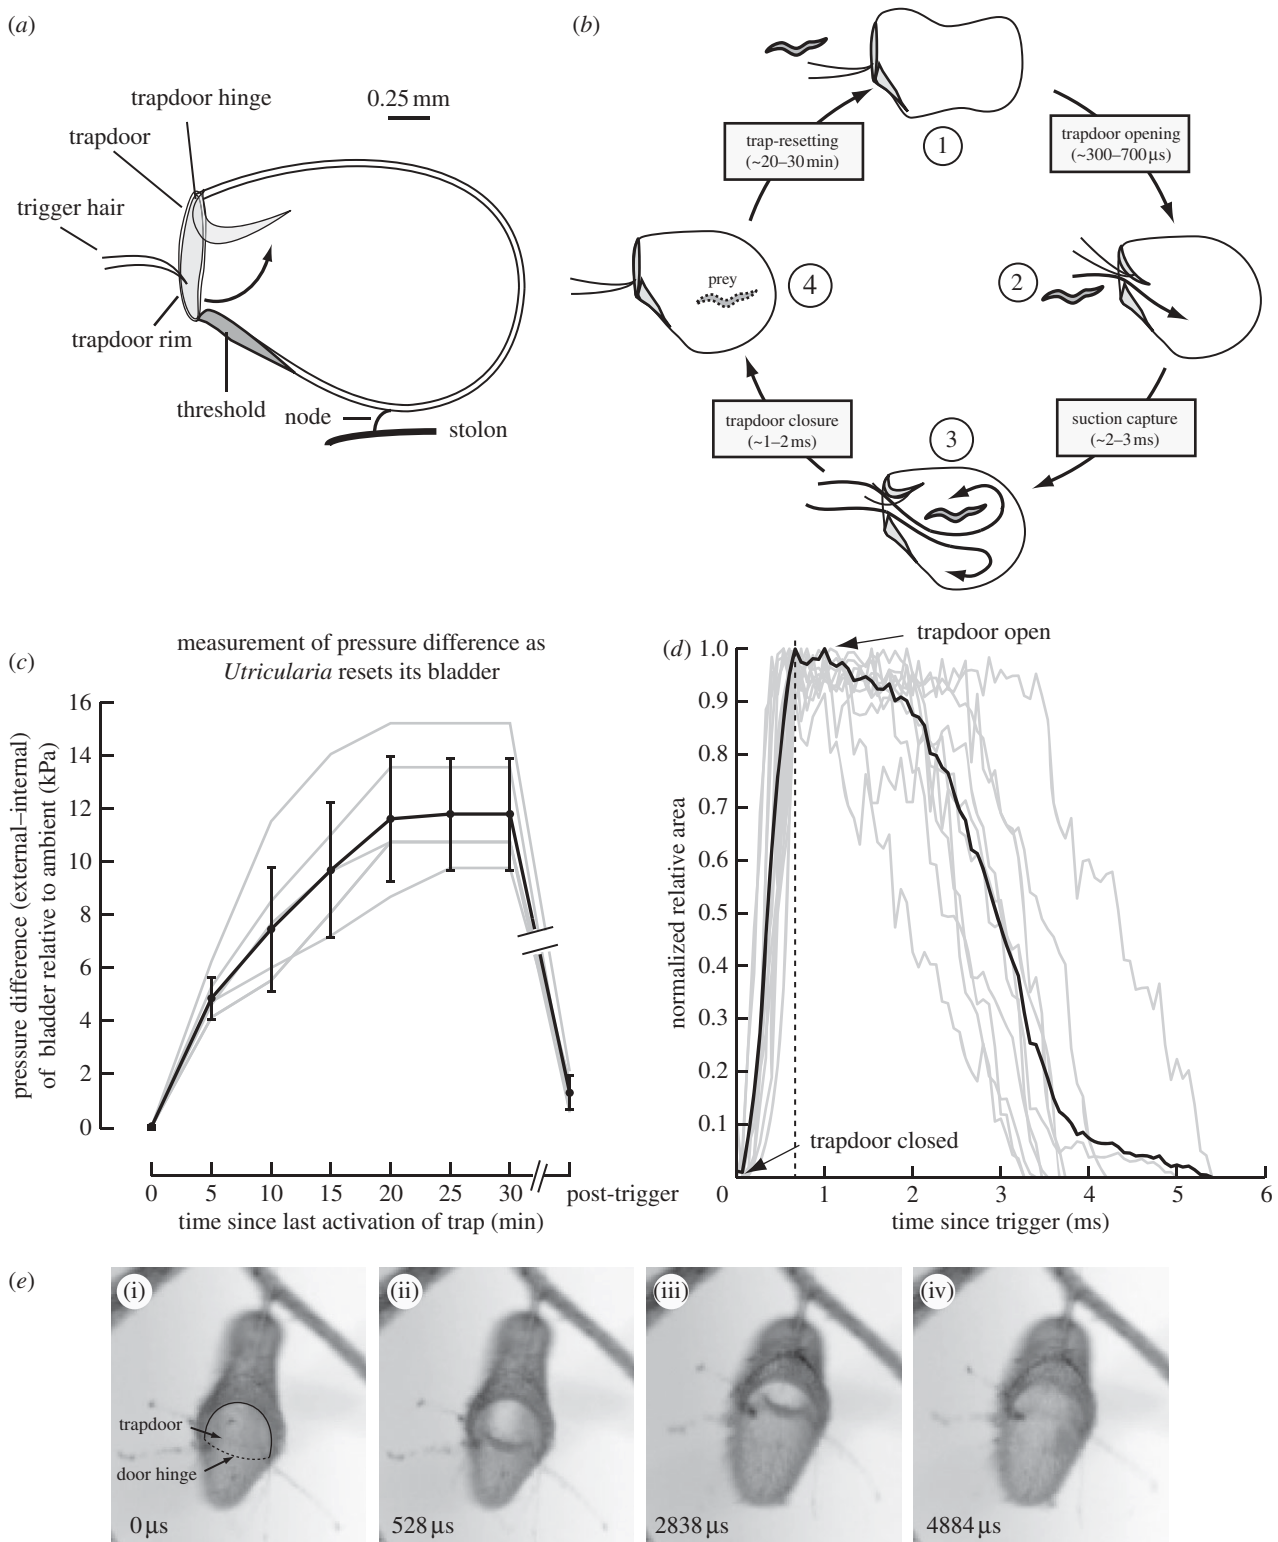 (a)
trapdoor hinge
0.25 mm
trapdoor
trigger hair
trapdoor rim
threshold
node
stolon
(b)
trap-resetting
(~20–30 min)
1
trapdoor opening
(~300–700 µs)
prey
4
2
trapdoor closure
(~1–2 ms)
3
suction capture
(~2–3 ms)
(c)
measurement of pressure difference as
Utricularia resets its bladder
pressure difference (external–internal)
of bladder relative to ambient (kPa)
16
14
12
10
8
6
4
2
0
0 5 10 15 20 25 30 post-trigger
time since last activation of trap (min)
(d)
trapdoor open
normalized relative area
1.0
0.9
0.8
0.7
0.6
0.5
0.4
0.3
0.2
0.1
trapdoor closed
0 1 2 3 4 5 6
time since trigger (ms)
(e)
(i)
trapdoor
door hinge
0 µs
(ii)
528 µs
(iii)
2838 µs
(iv)
4884 µs